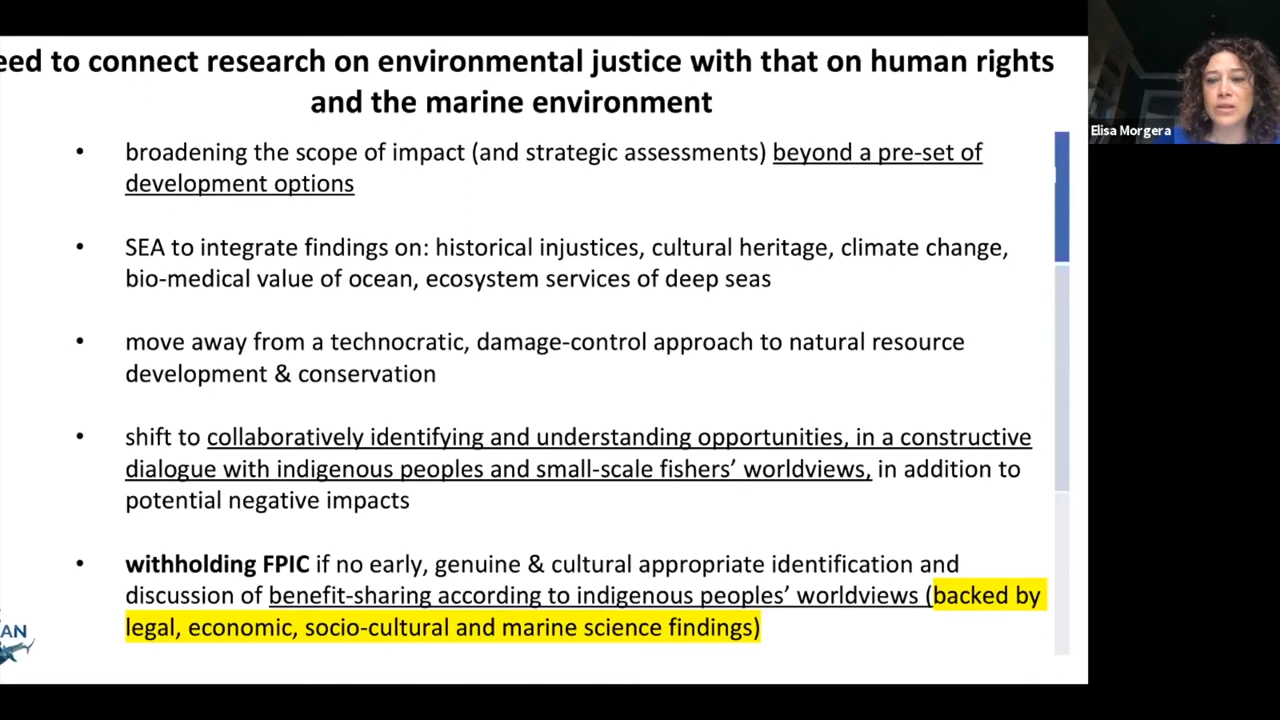 eed to connect research on environmental justice with that on human rights
and the marine environment
Elisa Morgera
• broadening the scope of impact (and strategic assessments) beyond a pre-set of
development options
• SEA to integrate findings on: historical injustices, cultural heritage, climate change,
bio-medical value of ocean, ecosystem services of deep seas
• move away from a technocratic, damage-control approach to natural resource
development & conservation
• shift to collaboratively identifying and understanding opportunities, in a constructive
dialogue with indigenous peoples and small-scale fishers’ worldviews, in addition to
potential negative impacts
• withholding FPIC if no early, genuine & cultural appropriate identification and
discussion of benefit-sharing according to indigenous peoples’ worldviews (backed by
legal, economic, socio-cultural and marine science findings)
AN